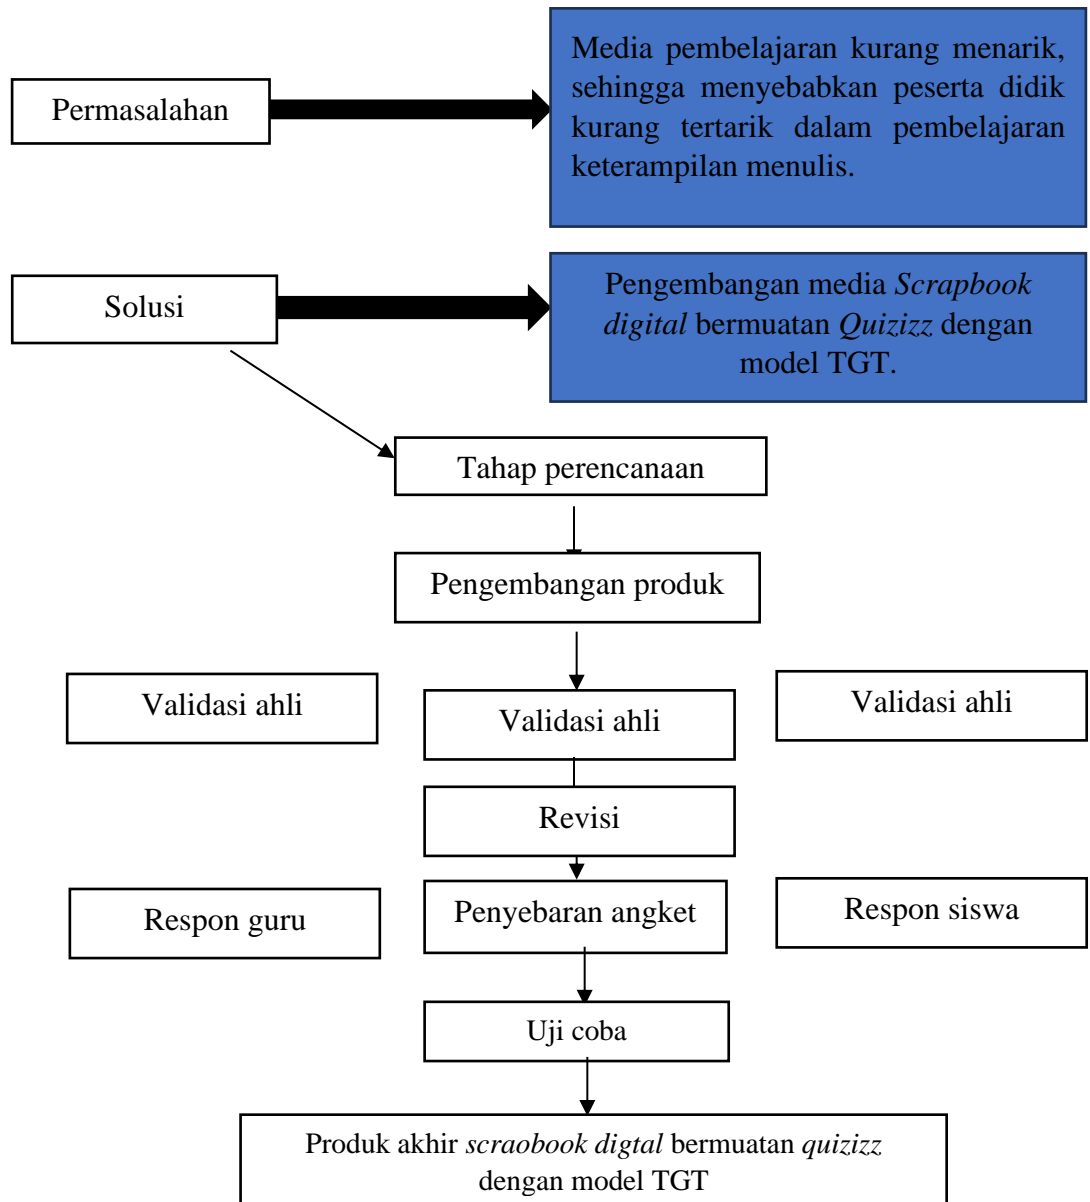 Permasalahan
Media pembelajaran kurang menarik,
sehingga menyebabkan peserta didik
kurang tertarik dalam pembelajaran
keterampilan menulis.
Solusi
Pengembangan media Scrapbook
digital bermuatan Quizizz dengan
model TGT.
Tahap perencanaan
Pengembangan produk
Validasi ahli
Validasi ahli
Validasi ahli
Revisi
Respon guru
Penyebaran angket
Respon siswa
Uji coba
Produk akhir scraobook digtal bermuatan quizizz
dengan model TGT